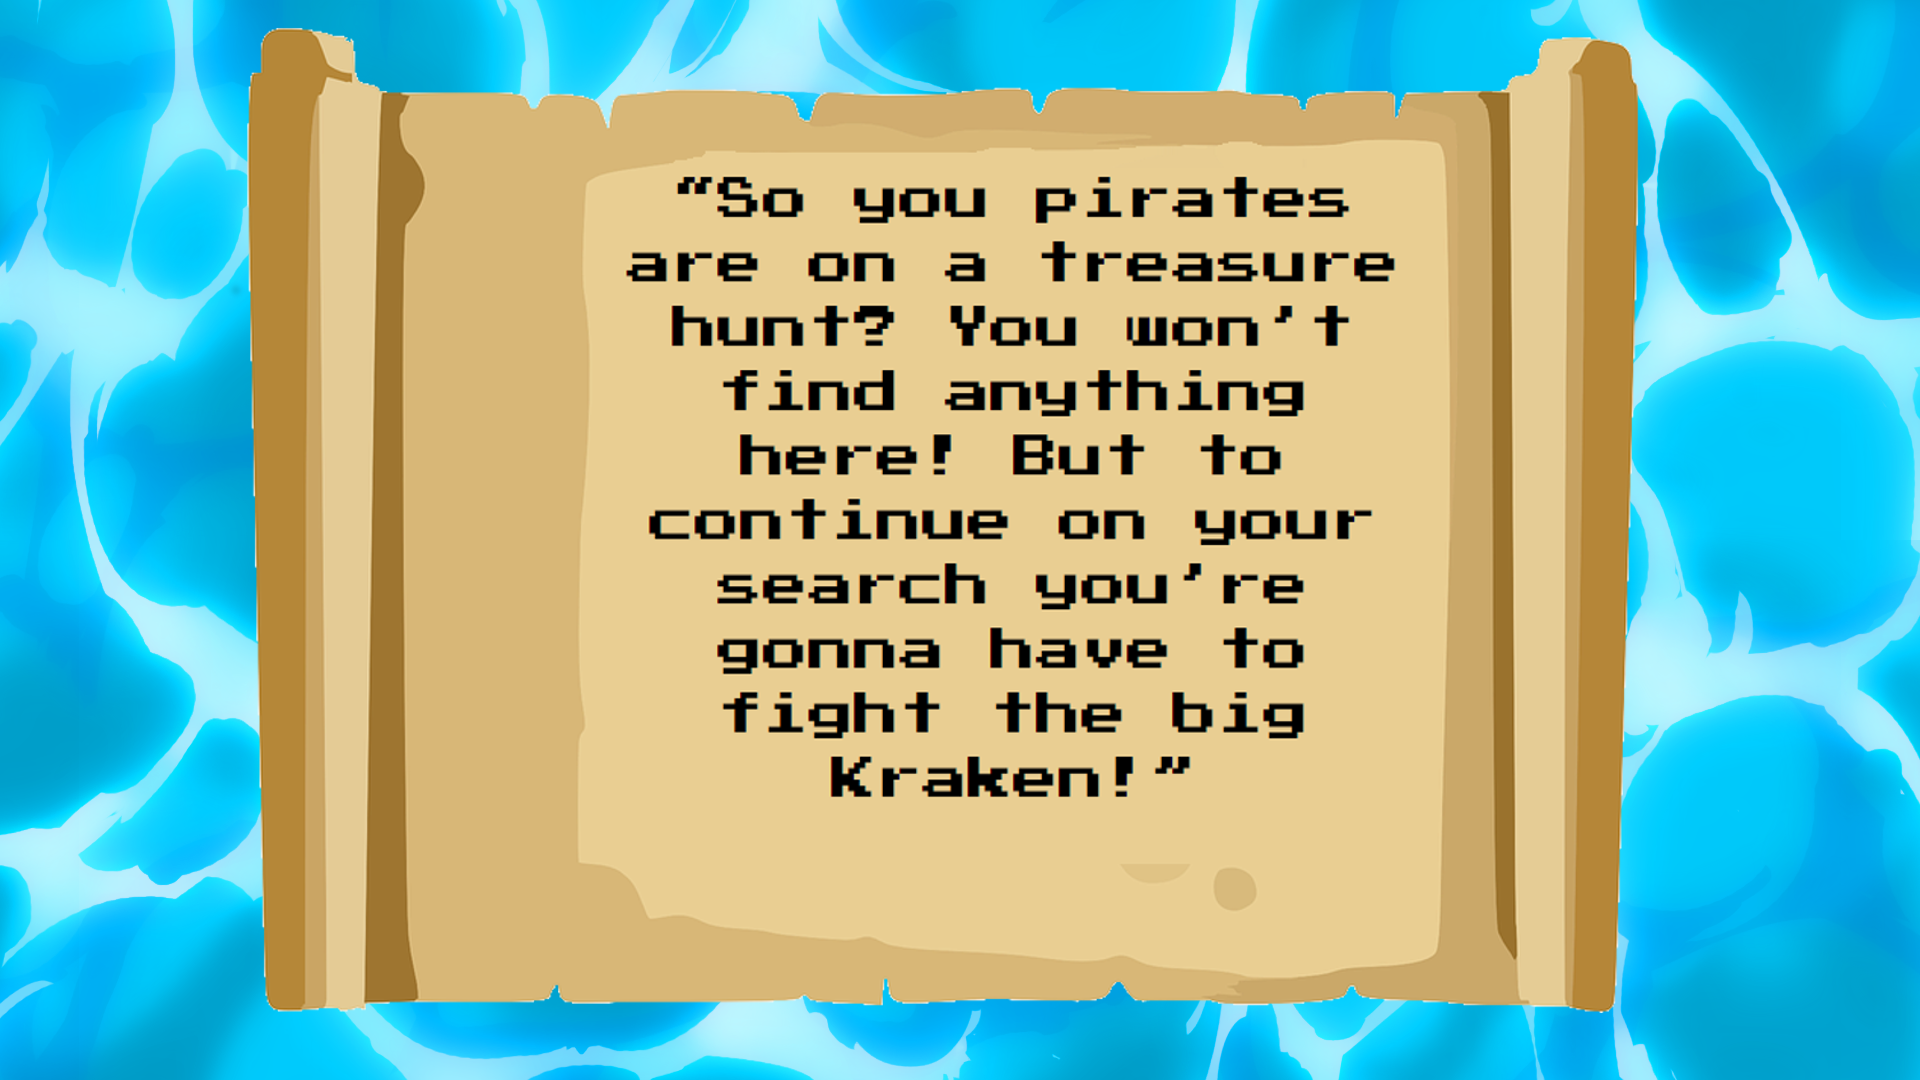 “So you pirates
are on a treasure
hunt? You won’t
find anything
here! But to
continue on your
search you’re
gonna have to
fight the big
Kraken!”